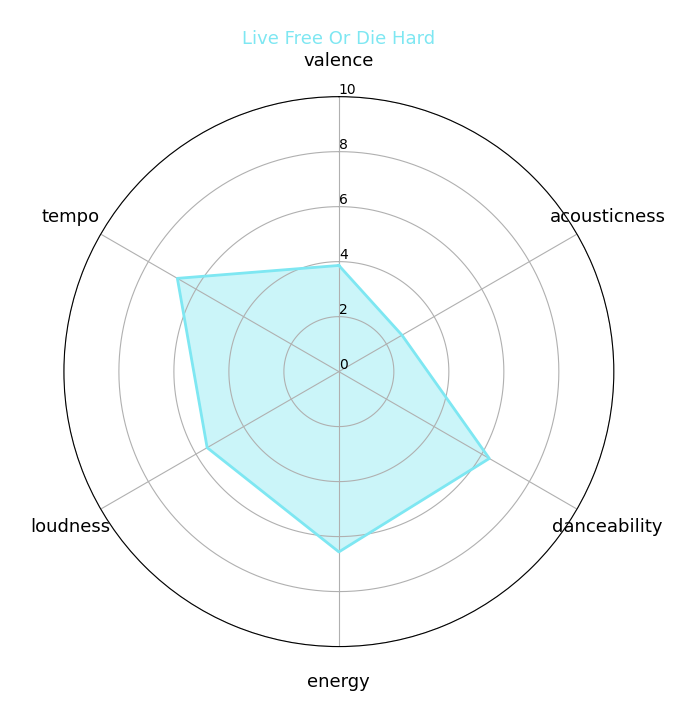 Live Free Or Die Hard
valence
10
8
tempo
6
acousticness
4
2
0
loudness
danceability
energy